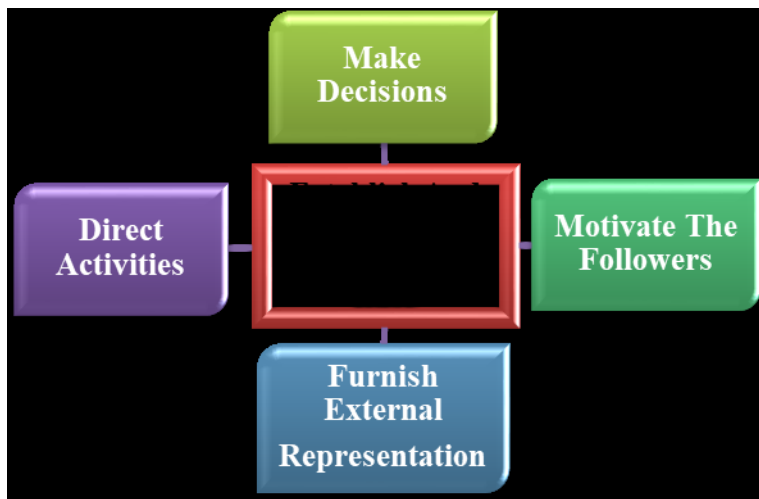 Make
Decisions
Direct
Activities
Motivate The
Followers
Furnish
External
Representation